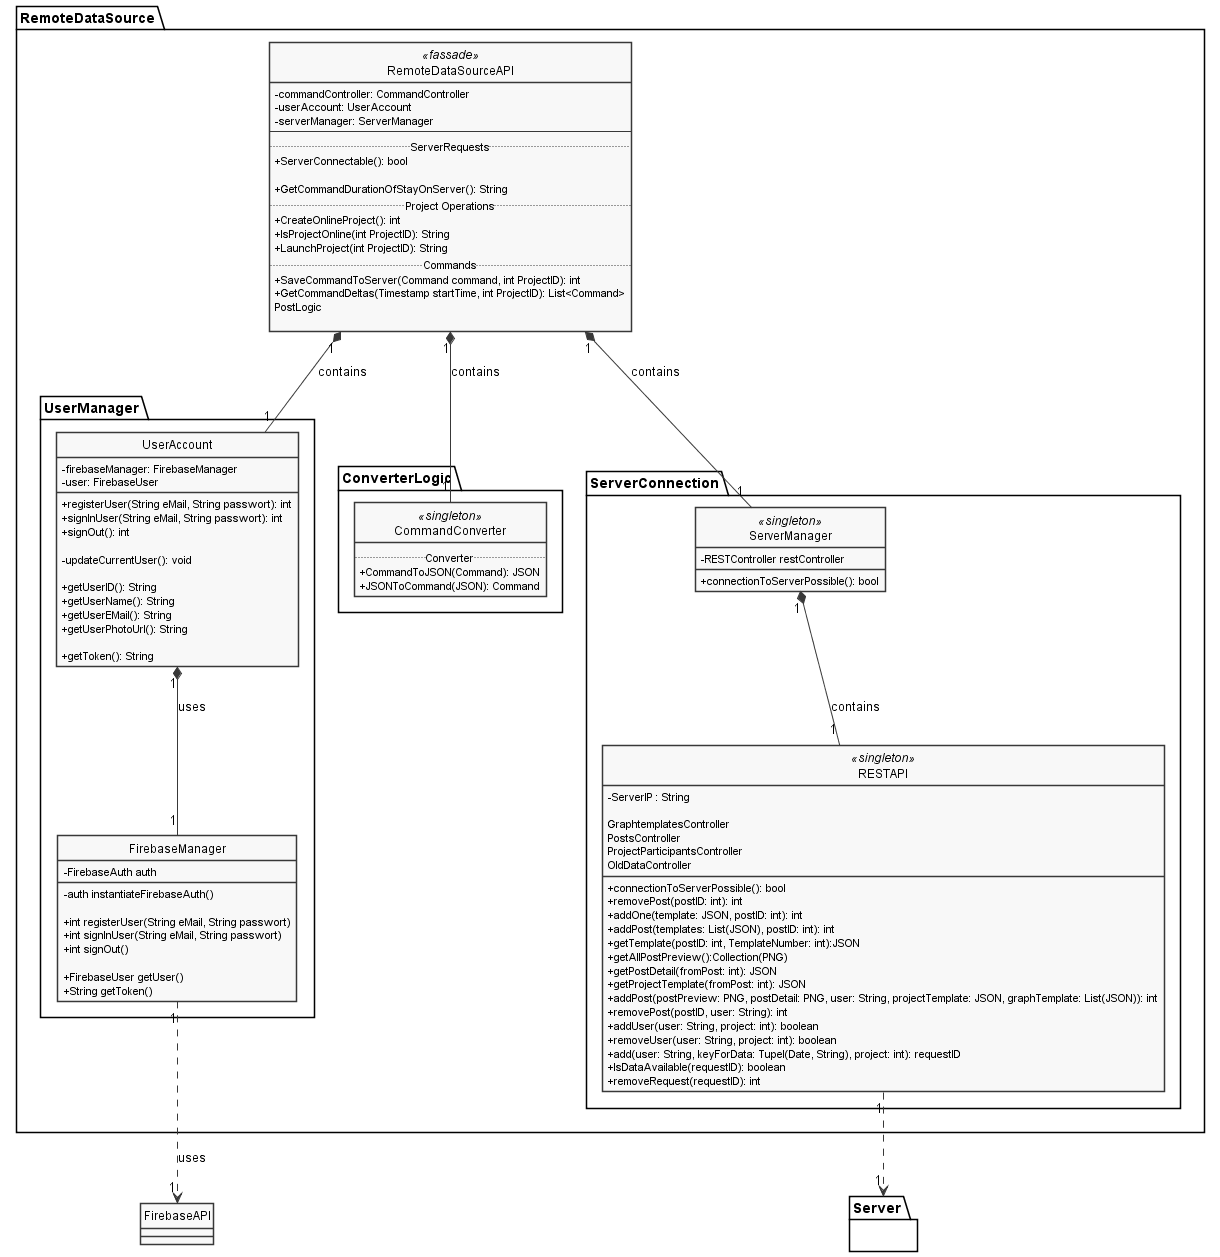 RemoteDataSource
«fassade»
RemoteDataSourceAPI
-commandController: CommandController
-userAccount: UserAccount
-serverManager: ServerManager
ServerRequests
+ServerConnectable(): bool
+GetCommandDurationOfStayOnServer(): String
Project Operations
+CreateOnlineProject(): int
+IsProjectOnline(int ProjectID): String
+LaunchProject(int ProjectID): String
Commands
+SaveCommandToServer(Command command, int ProjectID): int
+GetCommandDeltas(Timestamp startTime, int ProjectID): List<Command>
PostLogic
1
1
1
contains
contains
contains
1
1
1
UserManager
UserAccount
-firebaseManager: FirebaseManager
-user: FirebaseUser
+registerUser(String eMail, String passwort): int
+signInUser(String eMail, String passwort): int
+signOut(): int
-updateCurrentUser(): void
+getUserID(): String
+getUserName(): String
+getUserEMail(): String
+getUserPhotoUrl(): String
+getToken(): String
1
uses
1
FirebaseManager
-FirebaseAuth auth
-auth instantiateFirebaseAuth()
+int registerUser(String eMail, String passwort)
+int signInUser(String eMail, String passwort)
+int signOut()
+FirebaseUser getUser()
+String getToken()
1
uses
1
FirebaseAPI
ConverterLogic
«singleton»
CommandConverter
Converter
+CommandToJSON(Command): JSON
+JSONToCommand(JSON): Command
ServerConnection
«singleton»
ServerManager
-RESTController restController
+connectionToServerPossible(): bool
1
contains
1
«singleton»
RESTAPI
-ServerIP : String
GraphtemplatesController
PostsController
ProjectParticipantsController
OldDataController
+connectionToServerPossible(): bool
+removePost(postID: int): int
+addOne(template: JSON, postID: int): int
+addPost(templates: List(JSON), postID: int): int
+getTemplate(postID: int, TemplateNumber: int):JSON
+getAllPostPreview():Collection(PNG)
+getPostDetail(fromPost: int): JSON
+getProjectTemplate(fromPost: int): JSON
+addPost(postPreview: PNG, postDetail: PNG, user: String, projectTemplate: JSON, graphTemplate: List(JSON)): int
+removePost(postID, user: String): int
+addUser(user: String, project: int): boolean
+removeUser(user: String, project: int): boolean
+add(user: String, keyForData: Tupel(Date, String), project: int): requestID
+IsDataAvailable(requestID): boolean
+removeRequest(requestID): int
1
1
Server